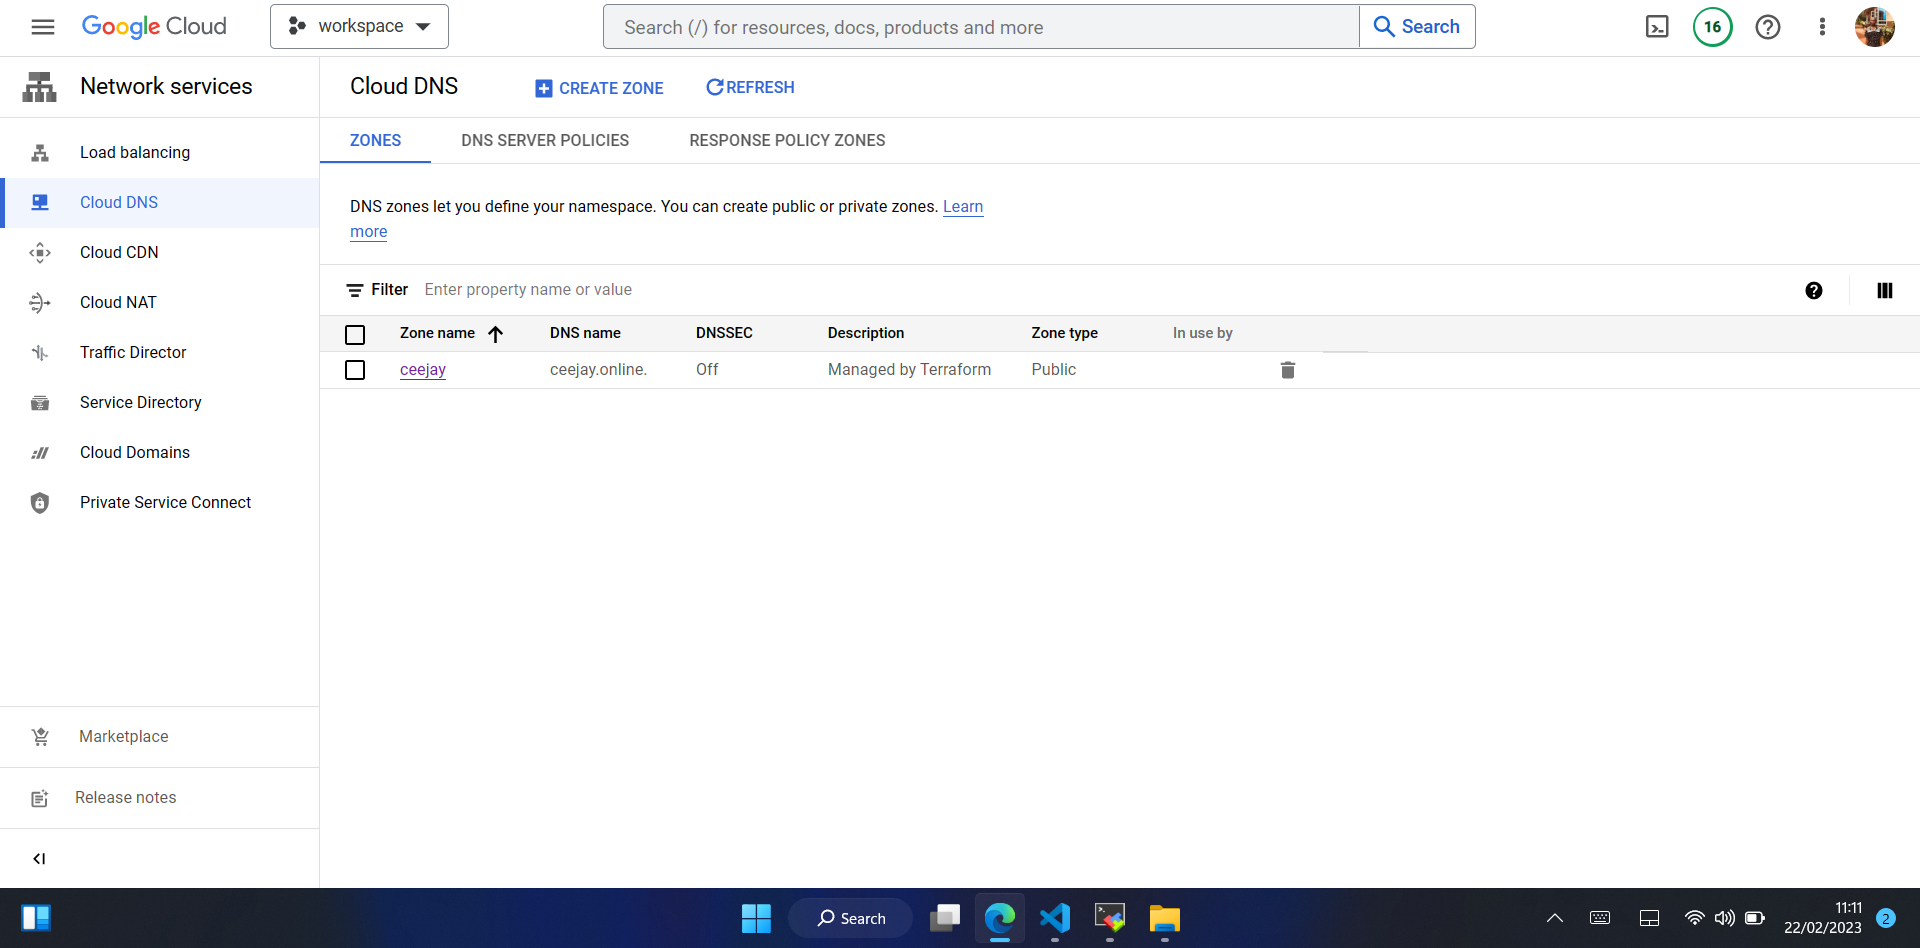 Google Cloud
workspace
Search (/) for resources, docs, products and more
Search
16
Network services
Cloud DNS
CREATE ZONE
REFRESH
Load balancing
Cloud DNS
Cloud CDN
Cloud NAT
Traffic Director
Service Directory
Cloud Domains
Private Service Connect
Marketplace
Release notes
ZONES
DNS SERVER POLICIES
RESPONSE POLICY ZONES
DNS zones let you define your namespace. You can create public or private zones. Learn
more
Filter Enter property name or value
Zone name DNS name DNSSEC Description Zone type In use by
ceejay ceejay.online. Off Managed by Terraform Public
Search
11:11
22/02/2023
2